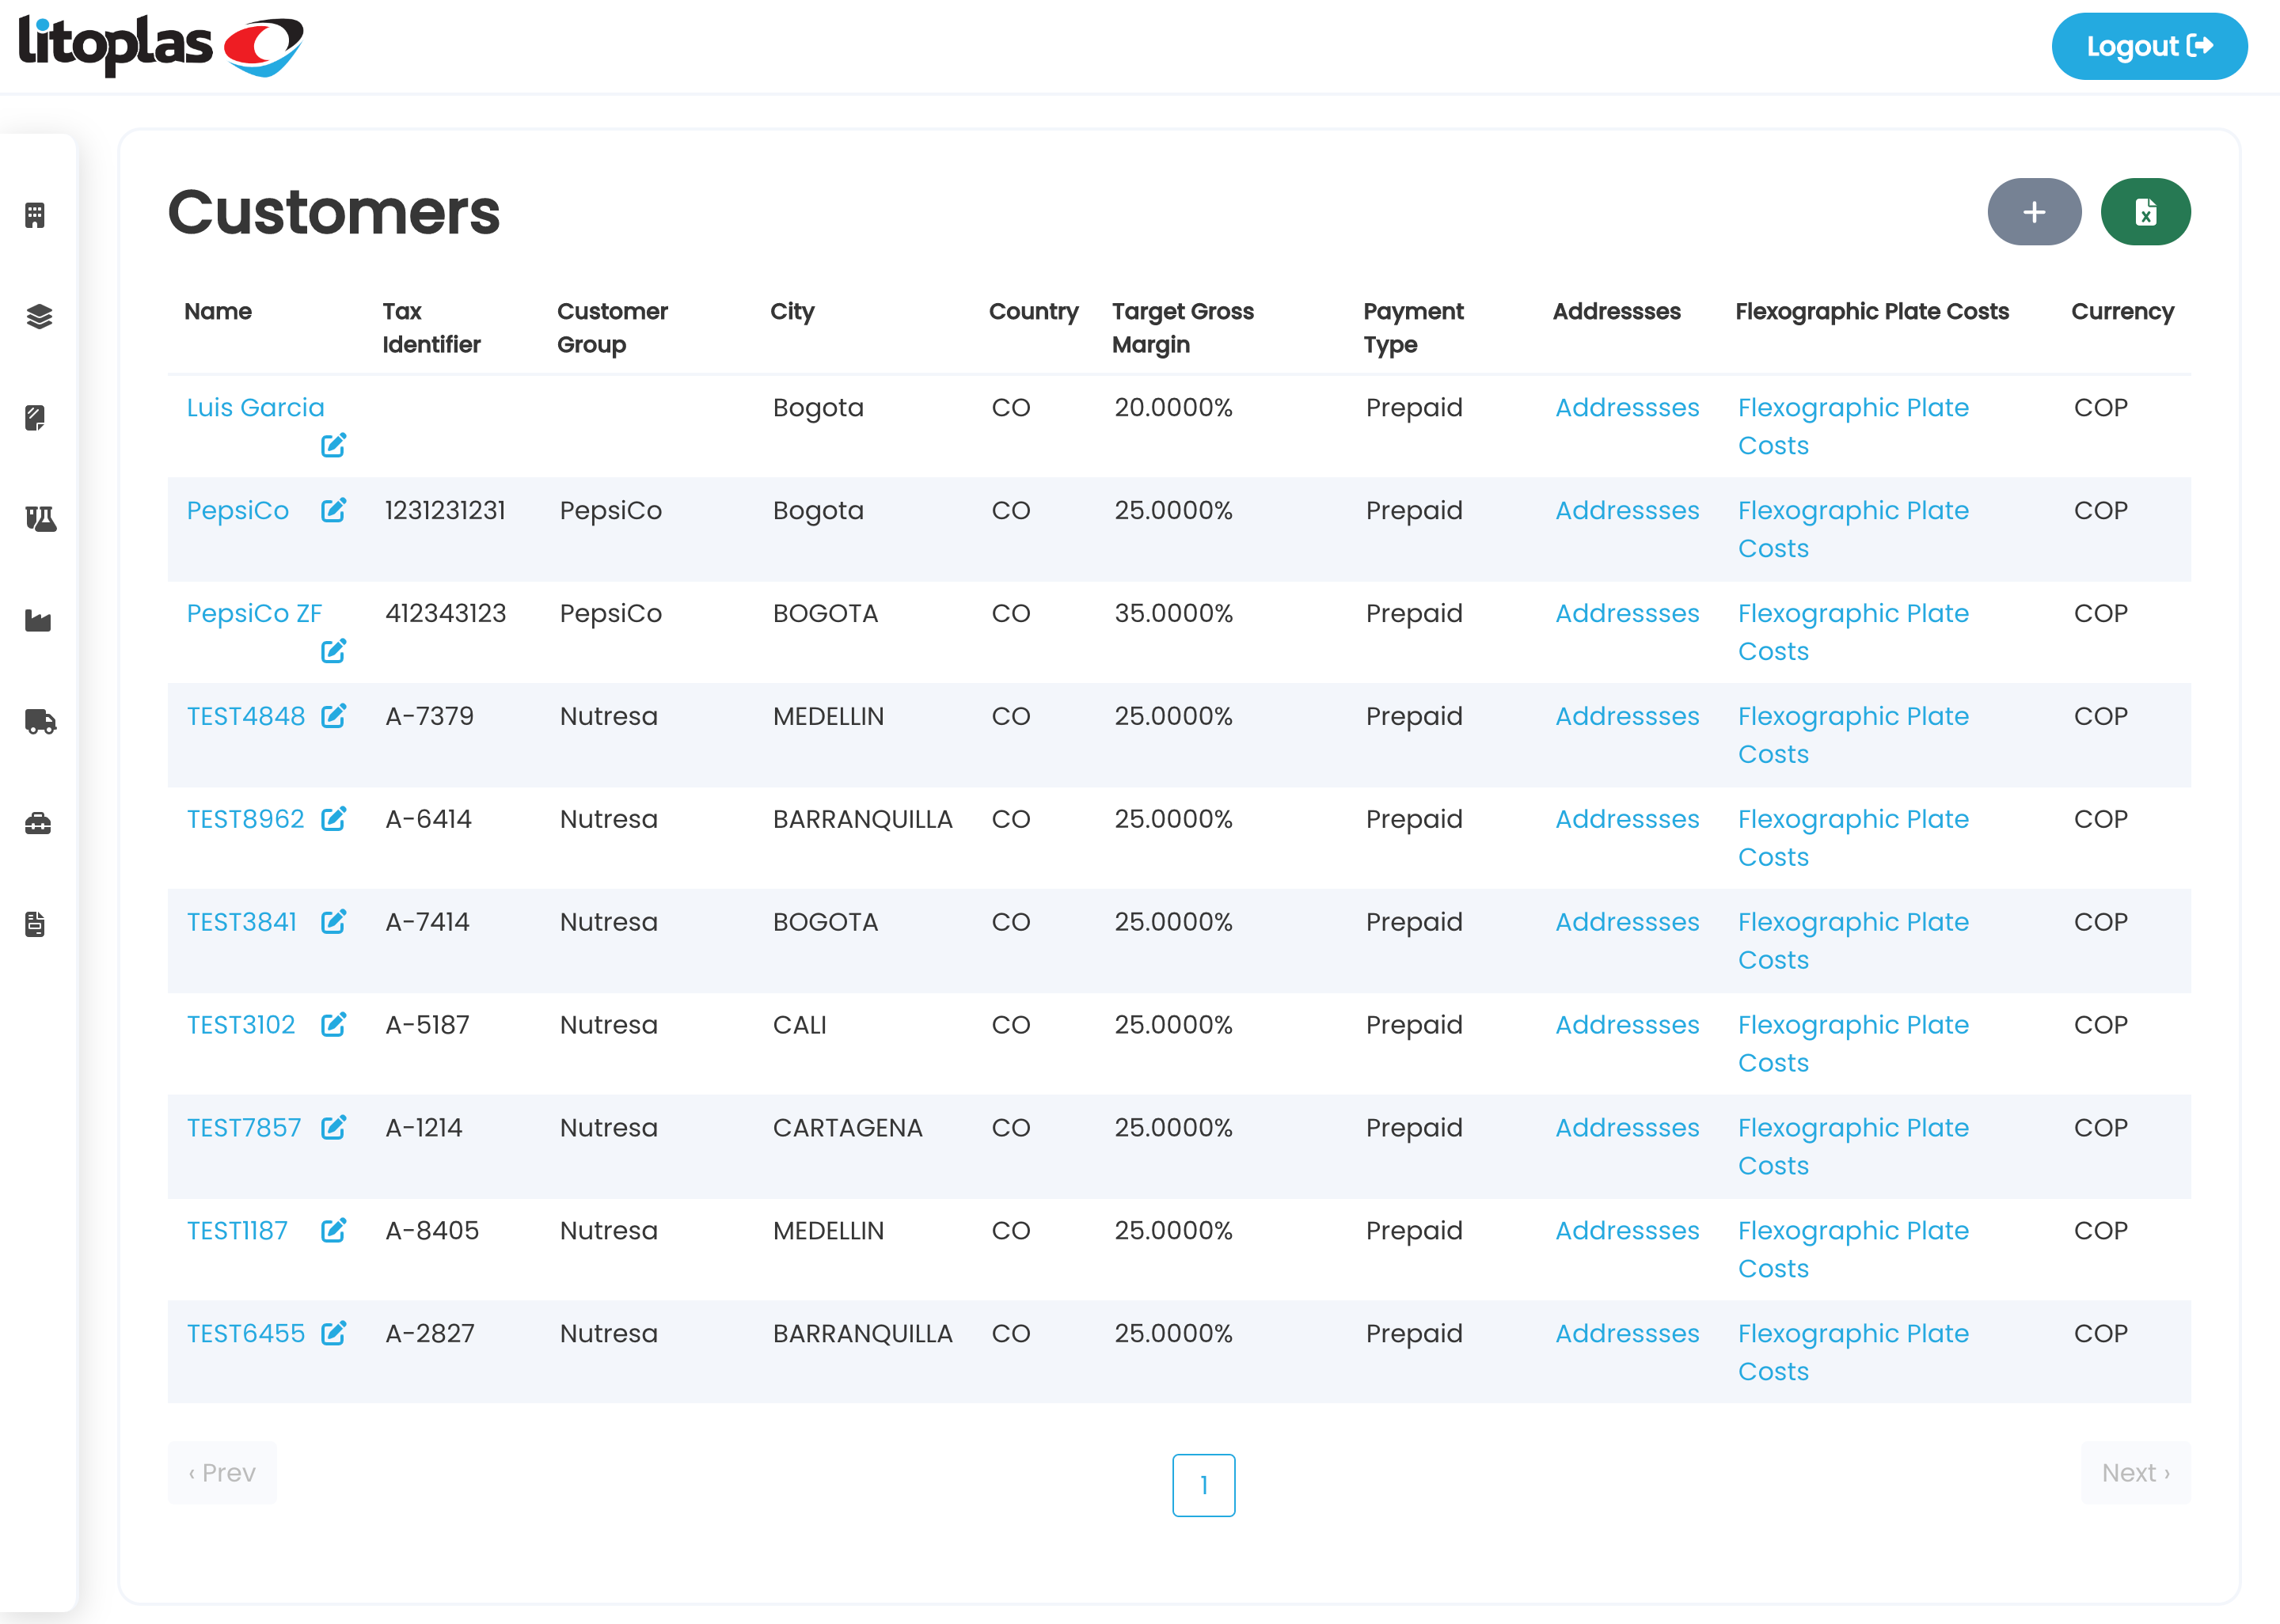 litoplas
Logout
Customers
Name Tax Identifier Customer Group City Country Target Gross Margin Payment Type Addressses Flexographic Plate Costs Currency
Luis Garcia Bogota CO 20.0000% Prepaid Addressses Flexographic Plate Costs COP
PepsiCo 1231231231 PepsiCo Bogota CO 25.0000% Prepaid Addressses Flexographic Plate Costs COP
PepsiCo ZF 412343123 PepsiCo BOGOTA CO 35.0000% Prepaid Addressses Flexographic Plate Costs COP
TEST4848 A-7379 Nutresa MEDELLIN CO 25.0000% Prepaid Addressses Flexographic Plate Costs COP
TEST8962 A-6414 Nutresa BARRANQUILLA CO 25.0000% Prepaid Addressses Flexographic Plate Costs COP
TEST3841 A-7414 Nutresa BOGOTA CO 25.0000% Prepaid Addressses Flexographic Plate Costs COP
TEST3102 A-5187 Nutresa CALI CO 25.0000% Prepaid Addressses Flexographic Plate Costs COP
TEST7857 A-1214 Nutresa CARTAGENA CO 25.0000% Prepaid Addressses Flexographic Plate Costs COP
TEST1187 A-8405 Nutresa MEDELLIN CO 25.0000% Prepaid Addressses Flexographic Plate Costs COP
TEST6455 A-2827 Nutresa BARRANQUILLA CO 25.0000% Prepaid Addressses Flexographic Plate Costs COP
‹ Prev 1 Next ›